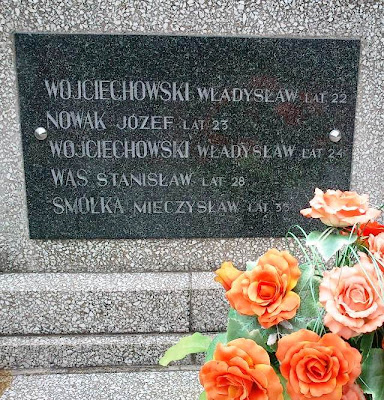 WOJCIECHOWSKI WŁADYSŁAW LAT 22
NOWAK JÓZEF LAT 23
WOJCIECHOWSKI WŁADYSŁAW LAT 24
WAS STANISŁAW LAT 28
SMOLKA MIECZYSŁAW LAT